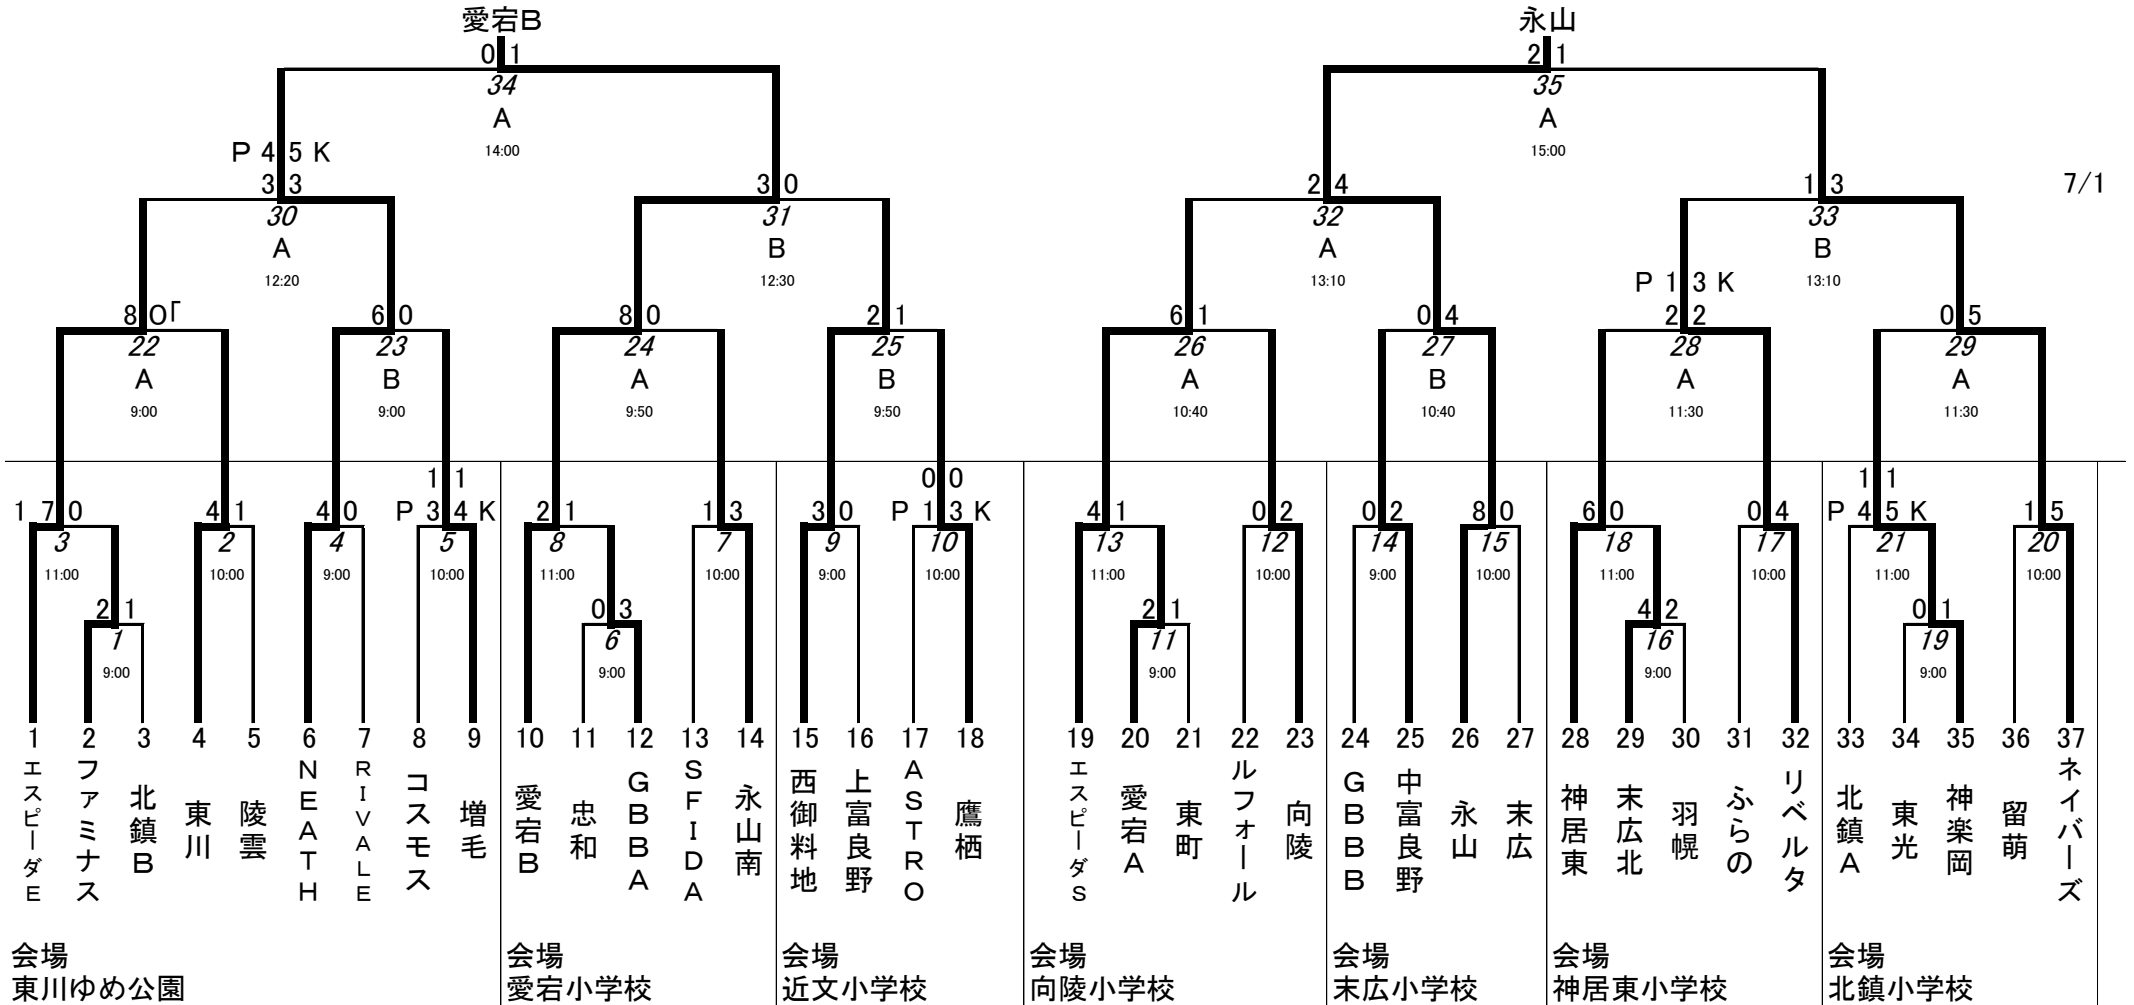 愛宕B 永山
0 1 2 1
34 35
A A
14:00 15:00
P 4 5 K
3 3 3 0 2 4 1 3 7/1
30 31 32 33
A B A B
12:20 12:30 13:10 13:10
P 1 3 K
8 0 6 0 8 0 2 1 6 1 0 4 2 2 0 5
22 23 24 25 26 27 28 29
A B A B A B A A
9:00 9:00 9:50 9:50 10:40 10:40 11:30 11:30
1 1 0 0 1 1
17 0 4 1 4 0 P 3 4 K 2 1 1 3 3 0 P 1 3 K 4 1 0 2 0 2 8 0 6 0 0 4 P 4 5 K 1 5
3 2 4 5 8 7 9 10 13 12 14 15 18 17 21 20
11:00 10:00 9:00 10:00 11:00 10:00 9:00 10:00 11:00 10:00 9:00 10:00 11:00 10:00 11:00 10:00
2 1 0 3 2 1 4 2 0 1
1 6 11 16 19
9:00 9:00 9:00 9:00 9:00
1 2 3 4 5 6 7 8 9 10 11 12 13 14 15 16 17 18 19 20 21 22 23 24 25 26 27 28 29 30 31 32 33 34 35 36 37
エスピーダE
ファミナス
北鎮B
東川
陵雲
NEATH
RIVALE
コスモス
増毛
愛宕B
忠和
GBBA
SFIDA
永山南
西御料地
上富良野
ASTRO
鷹栖
エスピーダS
愛宕A
東町
ルフォール
向陵
GBBB
中富良野
永山
末広
神居東
末広北
羽幌
ふらの
リベルタ
北鎮A
東光
神楽岡
留萌
ネイバーズ
会場 会場 会場 会場 会場 会場 会場
東川ゆめ公園 愛宕小学校 近文小学校 向陵小学校 末広小学校 神居東小学校 北鎮小学校